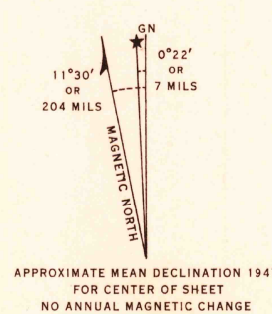 GN
0°22'
OR
7 MILS
11°30'
OR
204 MILS
MAGNETIC NORTH
APPROXIMATE MEAN DECLINATION 194
FOR CENTER OF SHEET
NO ANNUAL MAGNETIC CHANGE